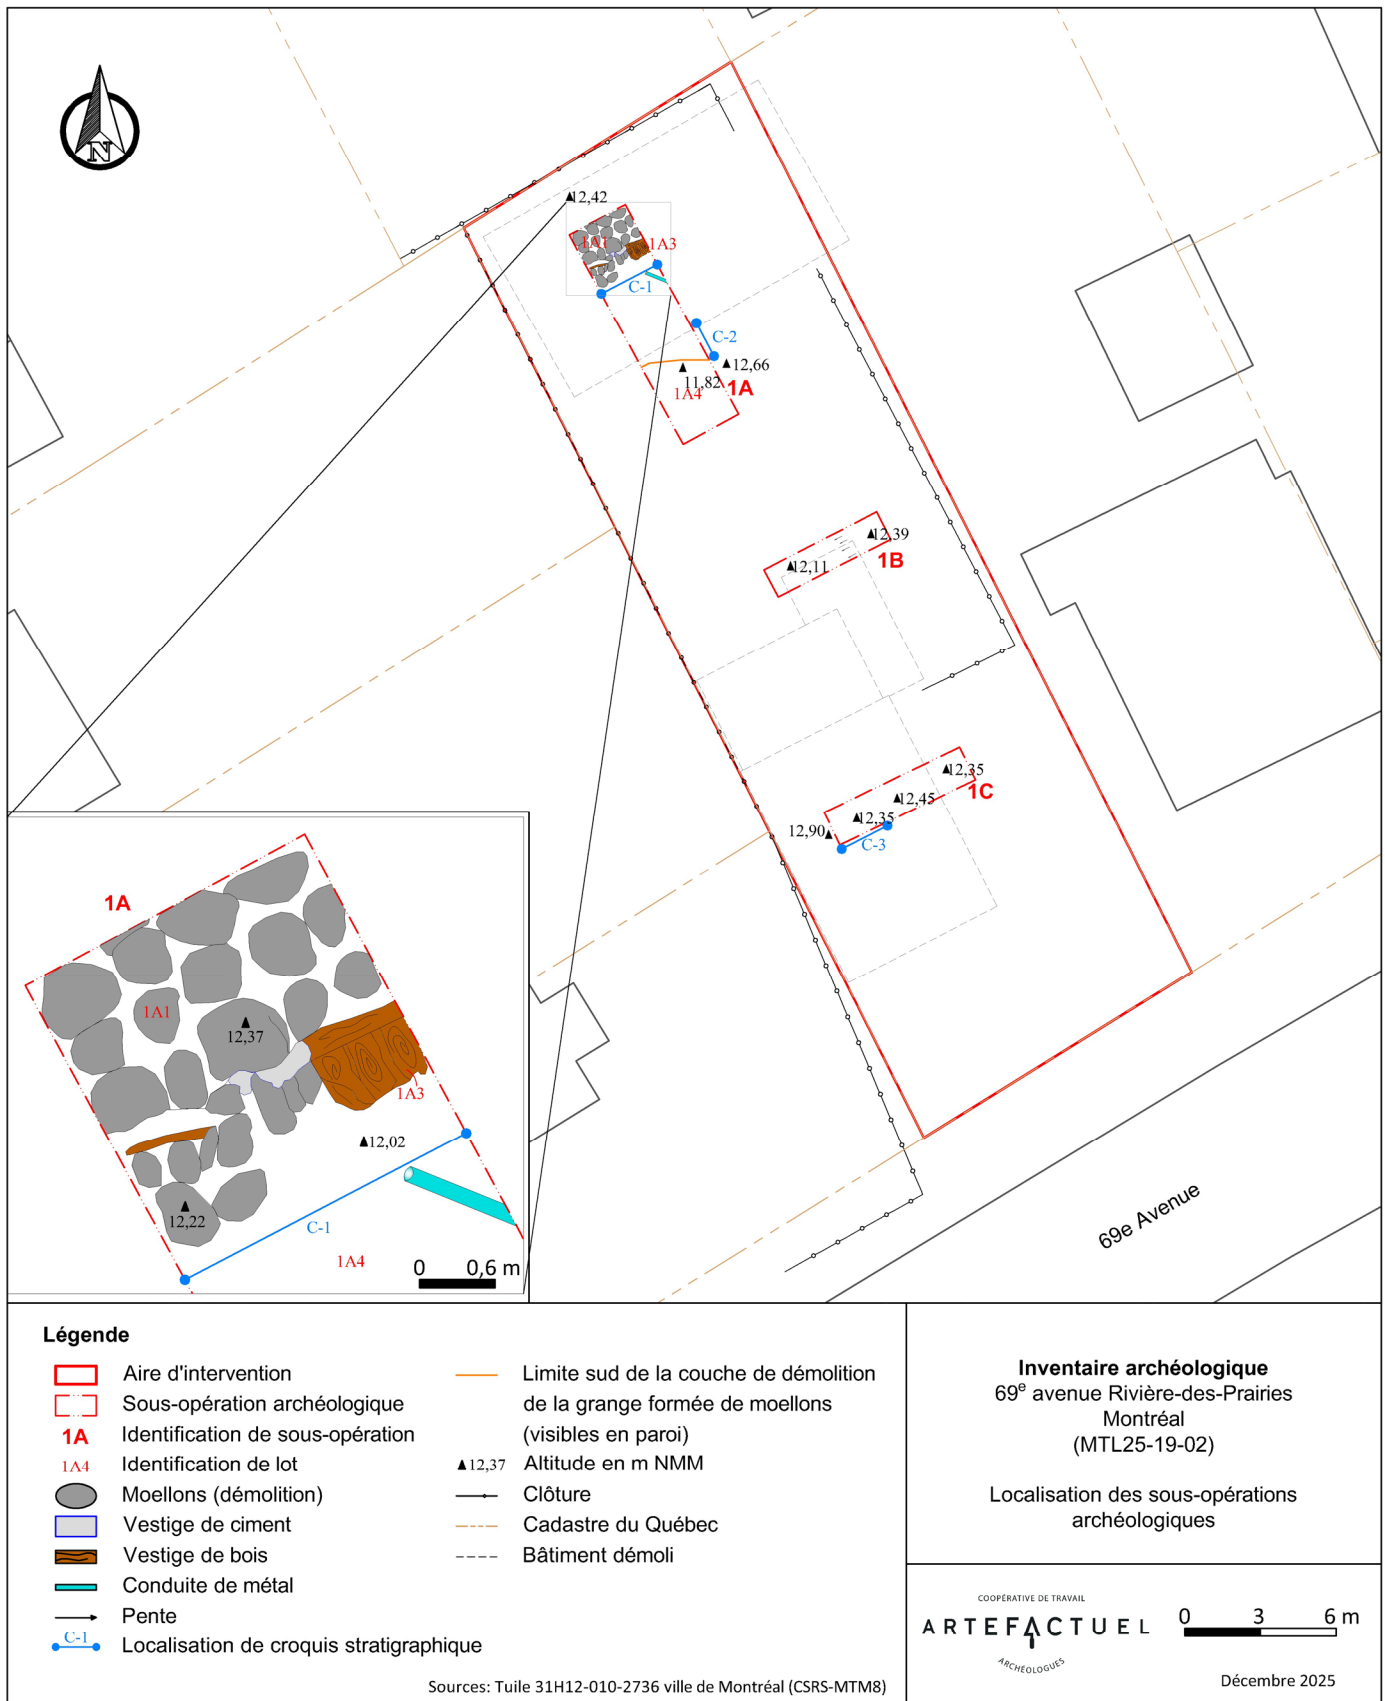 N
12,42
1A1
1A3
C-1
C-2
12,66
11,82
1A4
1A
12,39
12,11
1B
12,35
12,45
1C
12,35
12,90
C-3
69e Avenue
1A
1A1
12,37
1A3
12,02
12,22
C-1
1A4
0 0,6 m
Légende
Aire d'intervention
Sous-opération archéologique
1A Identification de sous-opération
1A4 Identification de lot
Moellons (démolition)
Vestige de ciment
Vestige de bois
Conduite de métal
Pente
C-1 Localisation de croquis stratigraphique
Limite sud de la couche de démolition
de la grange formée de moellons
(visibles en paroi)
12,37 Altitude en m NMM
Clôture
Cadastre du Québec
Bâtiment démoli
Sources: Tuile 31H12-010-2736 ville de Montréal (CSRS-MTM8)
Inventaire archéologique
69e avenue Rivière-des-Prairies
Montréal
(MTL25-19-02)
Localisation des sous-opérations
archéologiques
COOPÉRATIVE DE TRAVAIL
ARTEFACTUEL
ARCHÉOLOGUES
0 3 6 m
Décembre 2025